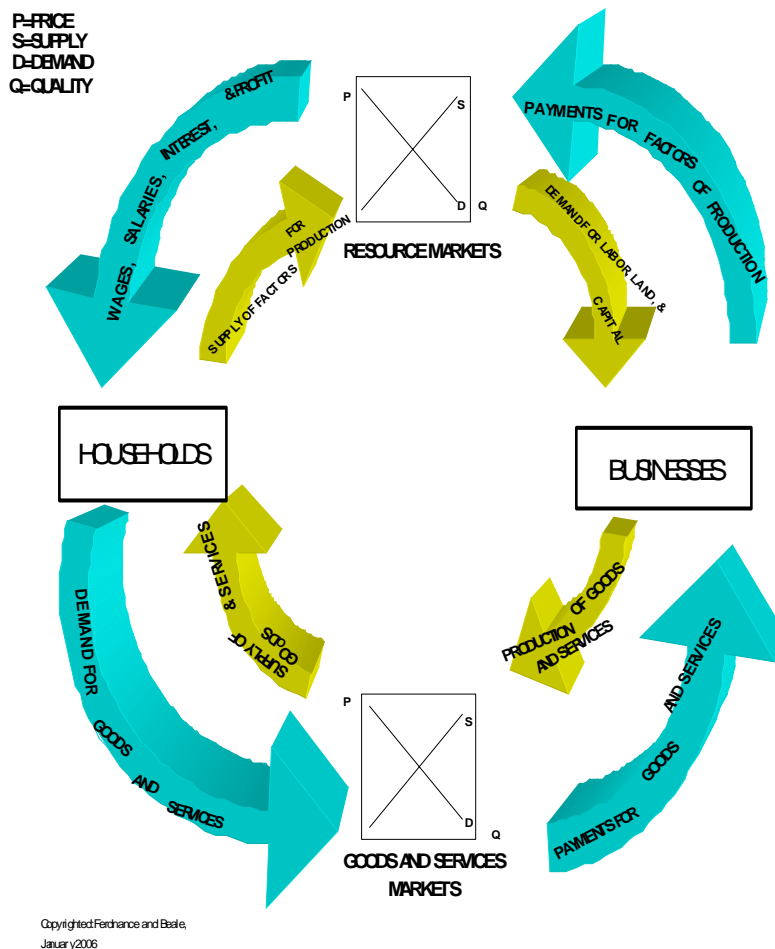 P=PRICE
S=SUPPLY
D=DEMAND
Q=QUALITY
WAGES, SALARIES, INTEREST, &PROFIT
SUPPLY OF FACTORS FOR PRODUCTION
P
S
D
Q
RESOURCE MARKETS
PAYMENTS FOR FACTORS OF PRODUCTION
DEMAND FOR LABOR, LAND, &
CAPITAL
HOUSEHOLDS
BUSINESSES
DEMAND FOR GOODS AND SERVICES
SUPPLY OF GOODS & SERVICES
PRODUCTION OF GOODS AND SERVICES
PAYMENTS FOR GOODS AND SERVICES
P
S
D
Q
GOODS AND SERVICES
MARKETS
Copyrighted: Ferdnance and Beale,
January 2006